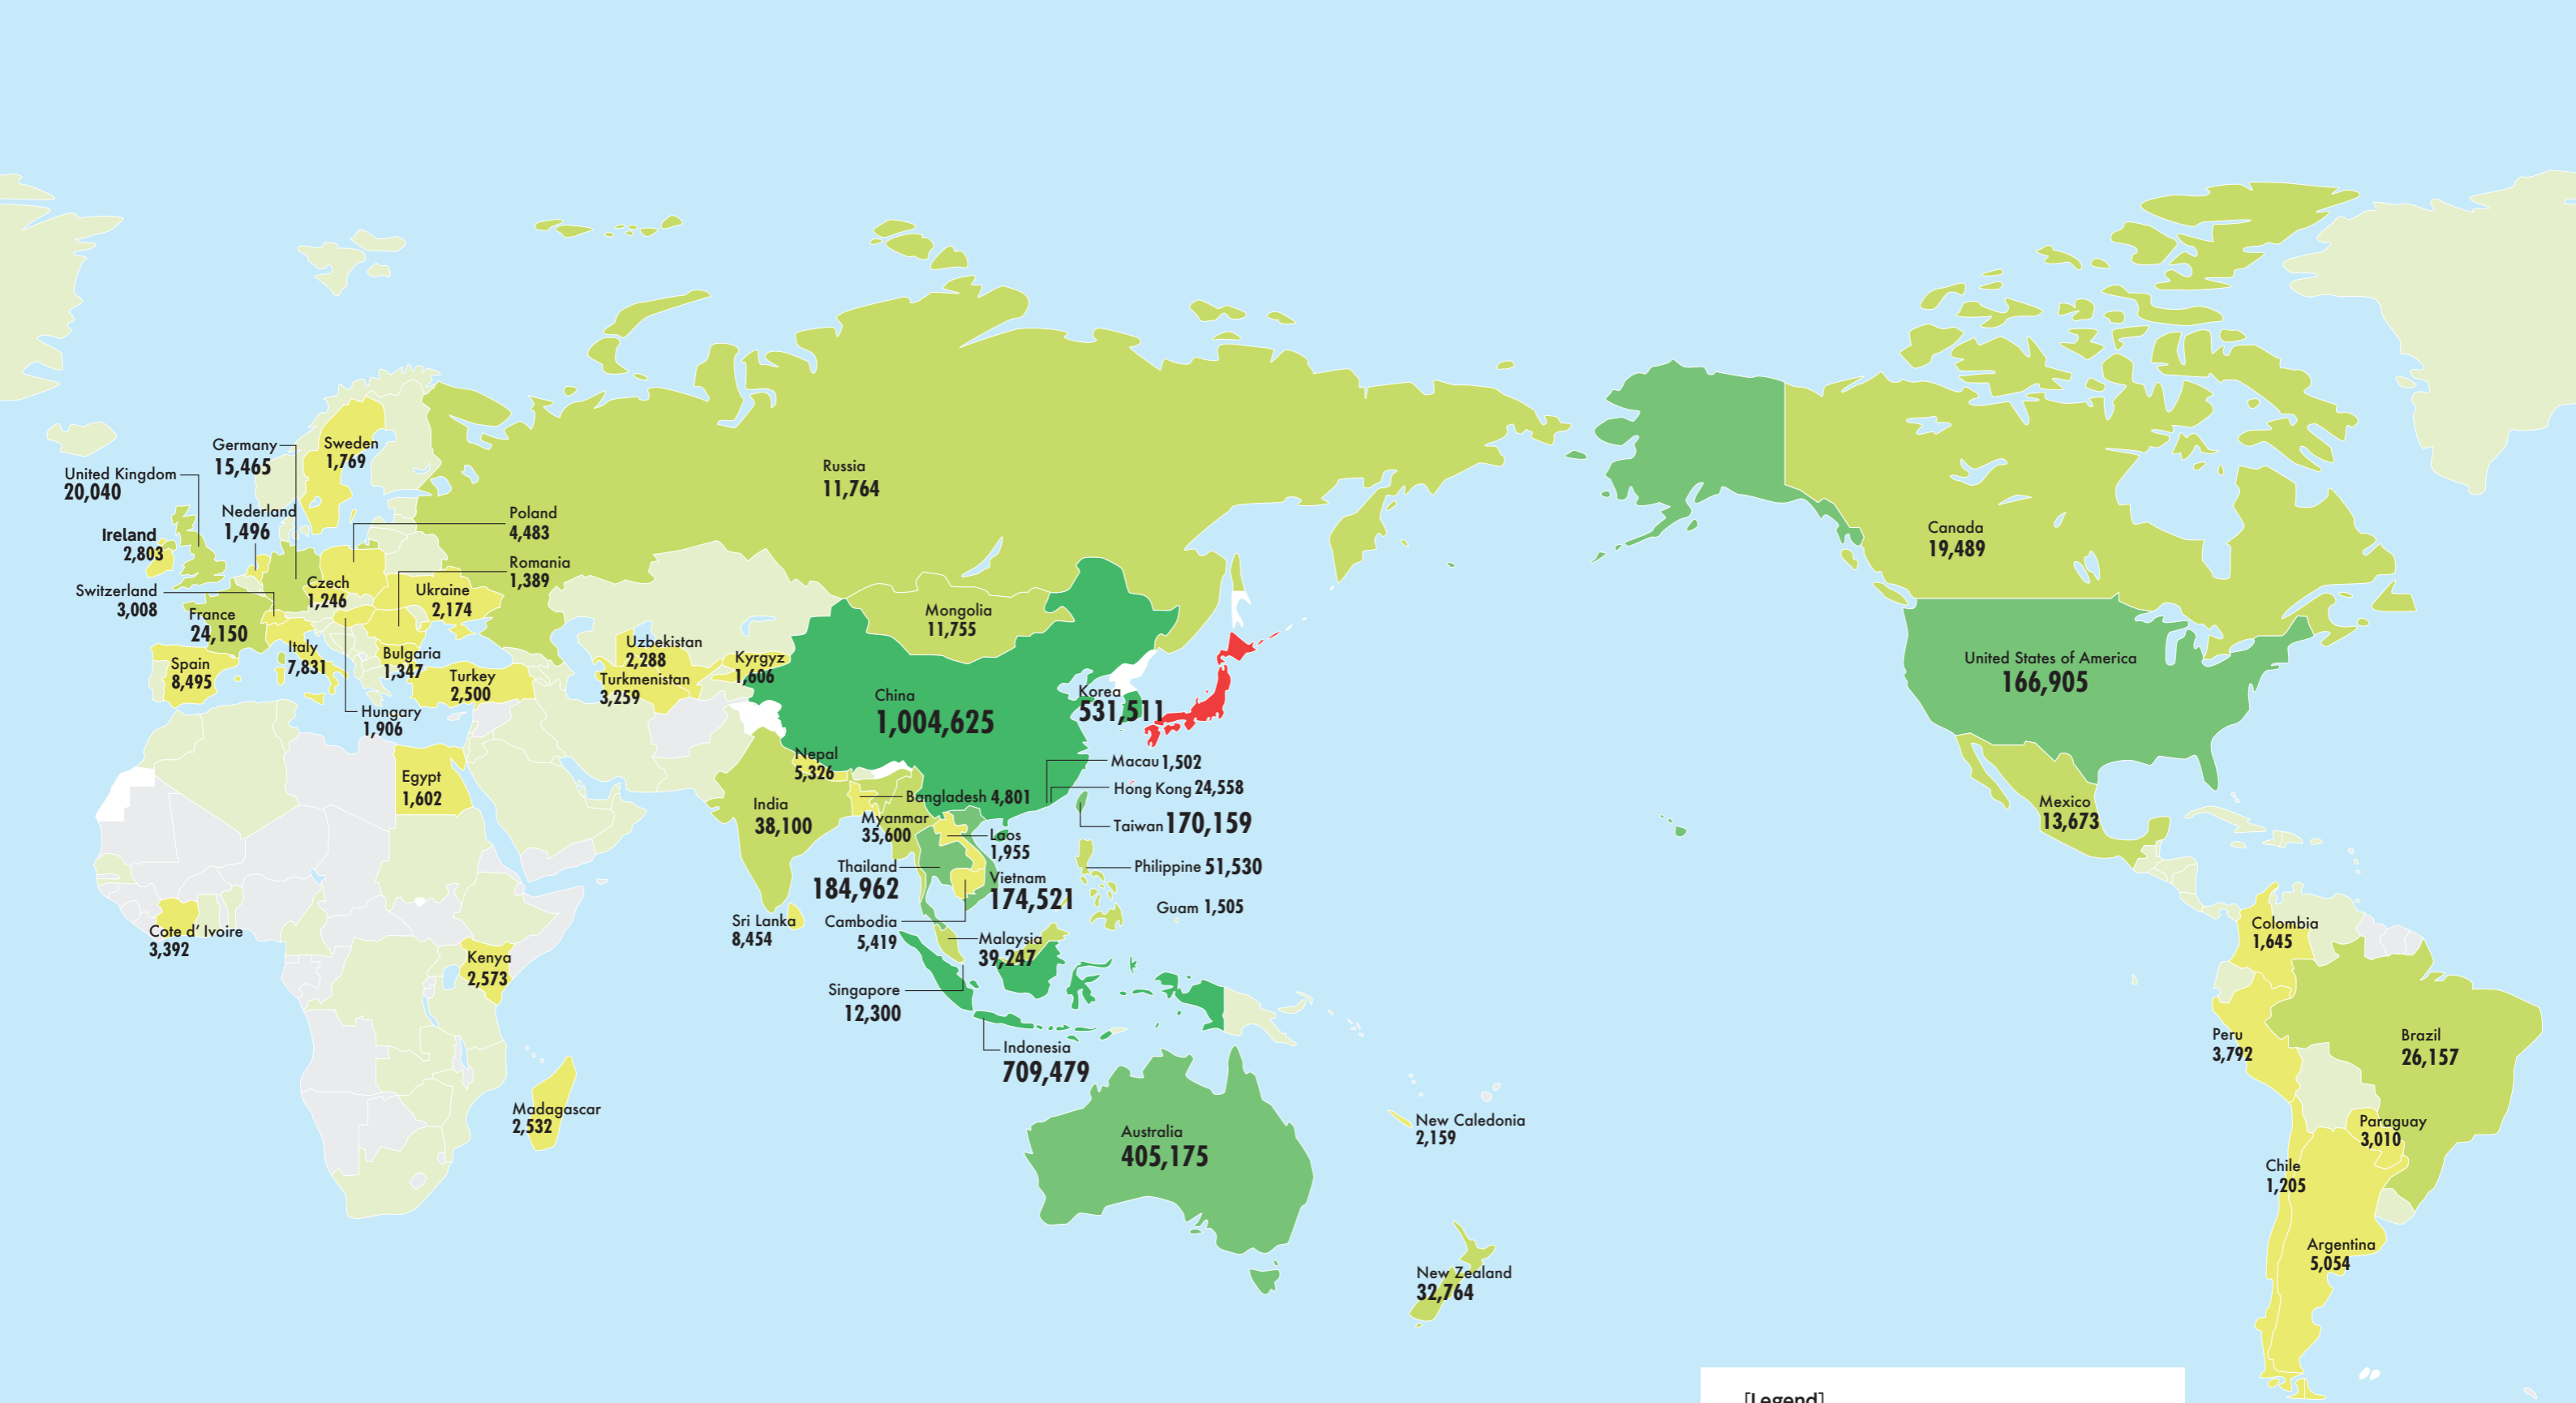 Germany
15,465
Sweden
1,769
United Kingdom
20,040
Nederland
1,496
Ireland
2,803
Poland
4,483
Romania
1,389
Switzerland
3,008
Czech
1,246
Ukraine
2,174
France
24,150
Italy
7,831
Bulgaria
1,347
Spain
8,495
Turkey
2,500
Hungary
1,906
Russia
11,764
Uzbekistan
2,288
Kyrgyz
1,606
Turkmenistan
3,259
Mongolia
11,755
China
1,004,625
Korea
531,511
Nepal
5,326
Egypt
1,602
India
38,100
Bangladesh 4,801
Myanmar
35,600
Laos
1,955
Macau 1,502
Hong Kong 24,558
Taiwan 170,159
Thailand
184,962
Vietnam
174,521
Philippine 51,530
Guam 1,505
Sri Lanka
8,454
Cambodia
5,419
Malaysia
39,247
Singapore
12,300
Indonesia
709,479
Cote d’ Ivoire
3,392
Kenya
2,573
Madagascar
2,532
Australia
405,175
New Caledonia
2,159
New Zealand
32,764
Canada
19,489
United States of America
166,905
Mexico
13,673
Colombia
1,645
Peru
3,792
Brazil
26,157
Paraguay
3,010
Chile
1,205
Argentina
5,054
[Legend]